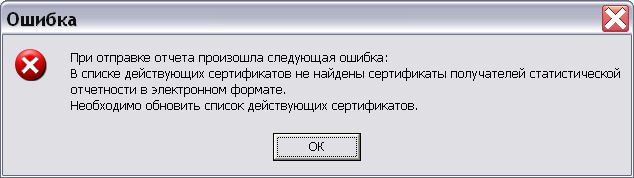 Ошибка
При отправке отчета произошла следующая ошибка:
В списке действующих сертификатов не найдены сертификаты получателей статистической
отчетности в электронном формате.
Необходимо обновить список действующих сертификатов.
ОК